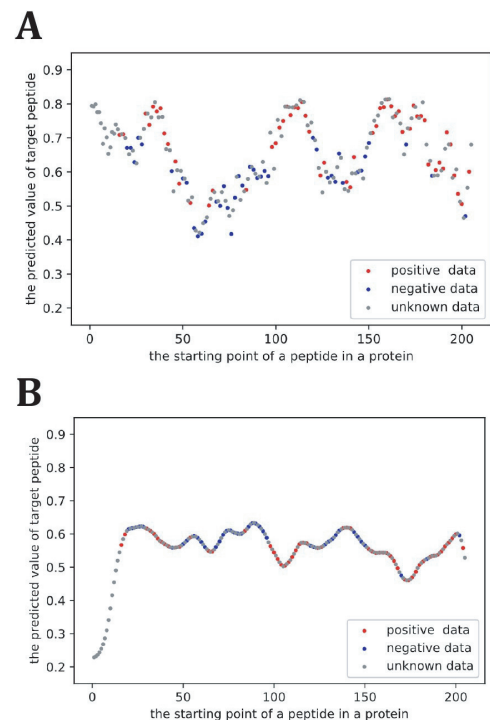 A
0.9
0.8
0.7
0.6
0.5
0.4
0.3
0.2
the predicted value of target peptide
positive data
negative data
unknown data
0 50 100 150 200
the starting point of a peptide in a protein
B
0.9
0.8
0.7
0.6
0.5
0.4
0.3
0.2
the predicted value of target peptide
positive data
negative data
unknown data
0 50 100 150 200
the starting point of a peptide in a protein